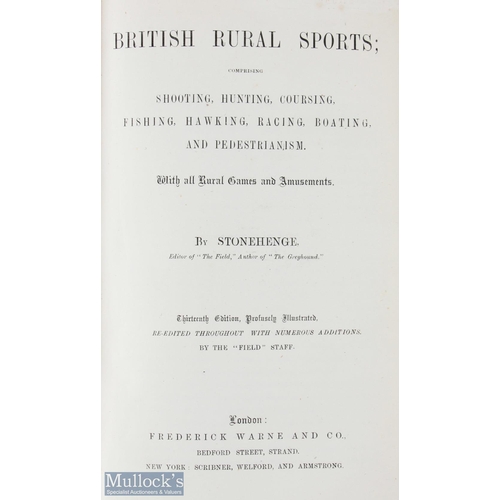 BRITISH RURAL SPORTS;
COMPRISING
SHOOTING, HUNTING, COURSING,
FISHING, HAWKING, RACING, BOATING,
AND PEDESTRIANISM.
With all Rural Games and Amusements.
By STONEHENGE.
Editor of "The Field," Author of "The Greyhound."
Thirteenth Edition, Profusely Illustrated.
RE-EDITED THROUGHOUT WITH NUMEROUS ADDITIONS.
BY THE "FIELD" STAFF.
London:
FREDERICK WARNE AND CO.,
BEDFORD STREET, STRAND.
NEW YORK: SCRIBNER, WELFORD, AND ARMSTRONG.
Mullock's
Specialist Auctioneers & Valuers